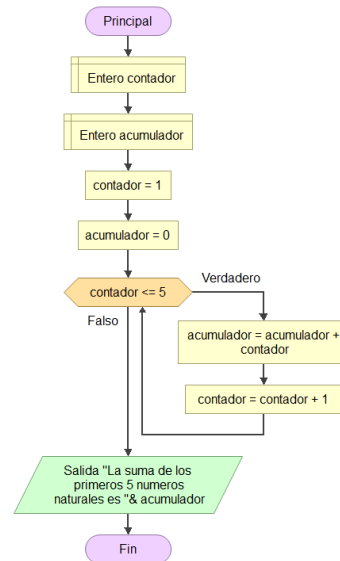 Principal
Entero contador
Entero acumulador
contador = 1
acumulador = 0
contador <= 5
Verdadero
Falso
acumulador = acumulador +
contador
contador = contador + 1
Salida "La suma de los
primeros 5 numeros
naturales es "& acumulador
Fin